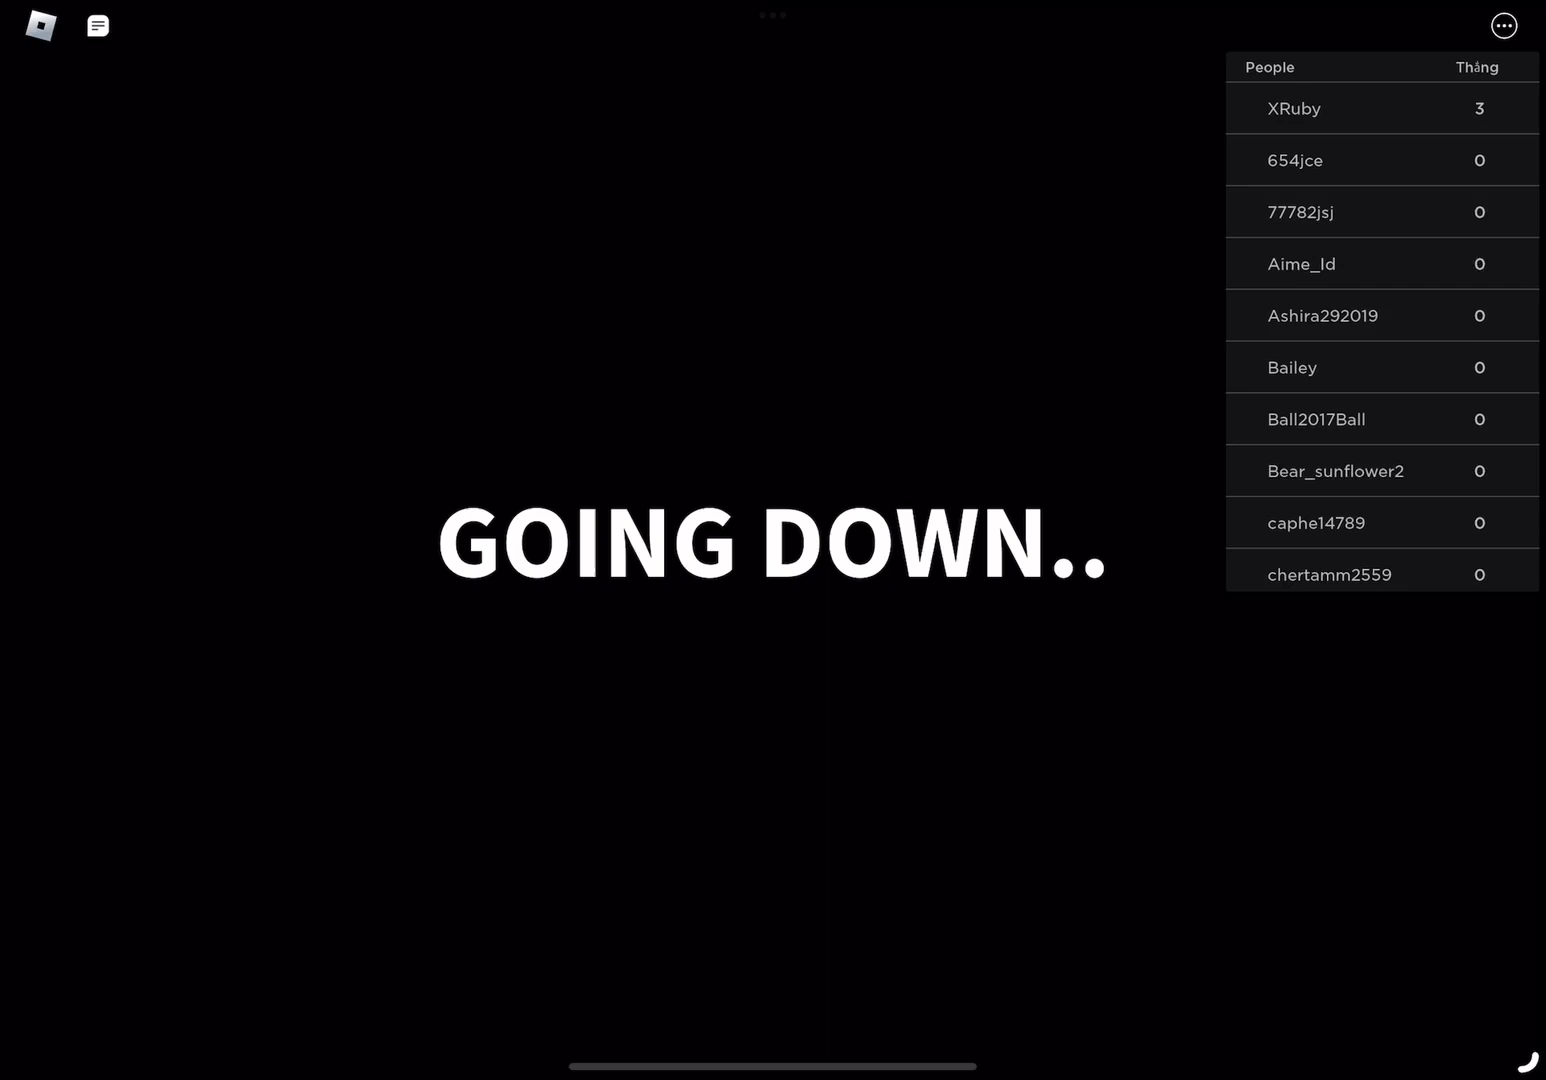 People Thắng
XRuby 3
654jce 0
77782jsj 0
Aime_Id 0
Ashira292019 0
Bailey 0
Ball2017Ball 0
Bear_sunflower2 0
caphe14789 0
chertamm2559 0
GOING DOWN..